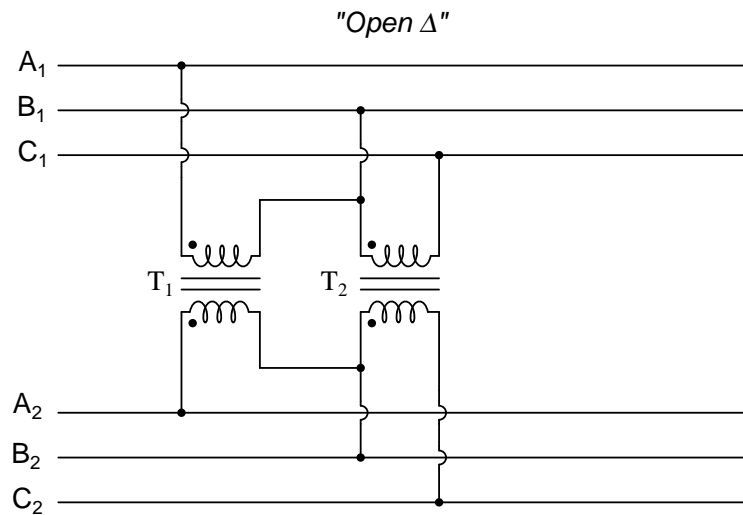 "Open Δ"
A₁
B₁
C₁
T₁ T₂
A₂
B₂
C₂